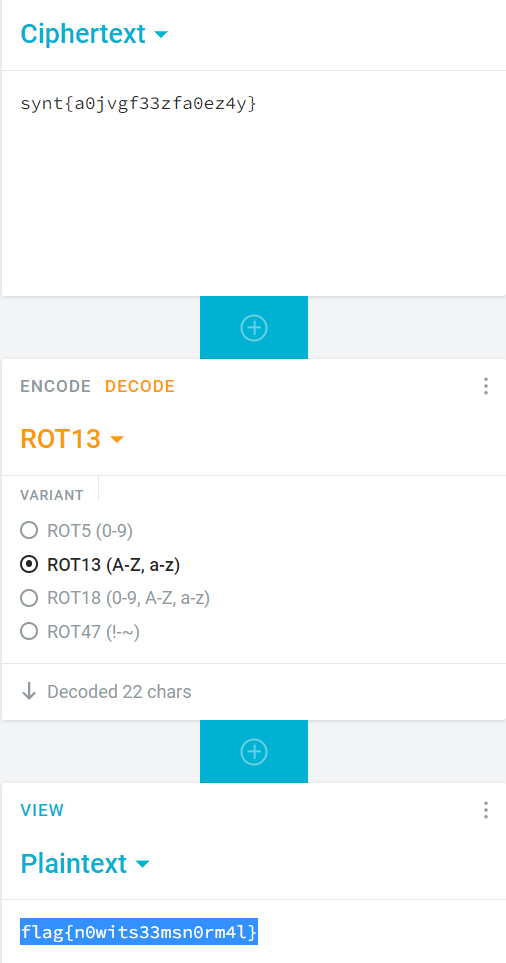 Ciphertext
synt{a0jvgf33zfa0ez4y}
ENCODE DECODE
ROT13
VARIANT
ROT5 (0-9)
ROT13 (A-Z, a-z)
ROT18 (0-9, A-Z, a-z)
ROT47 (!-~)
Decoded 22 chars
VIEW
Plaintext
flag{n0wits33msn0rm4l}